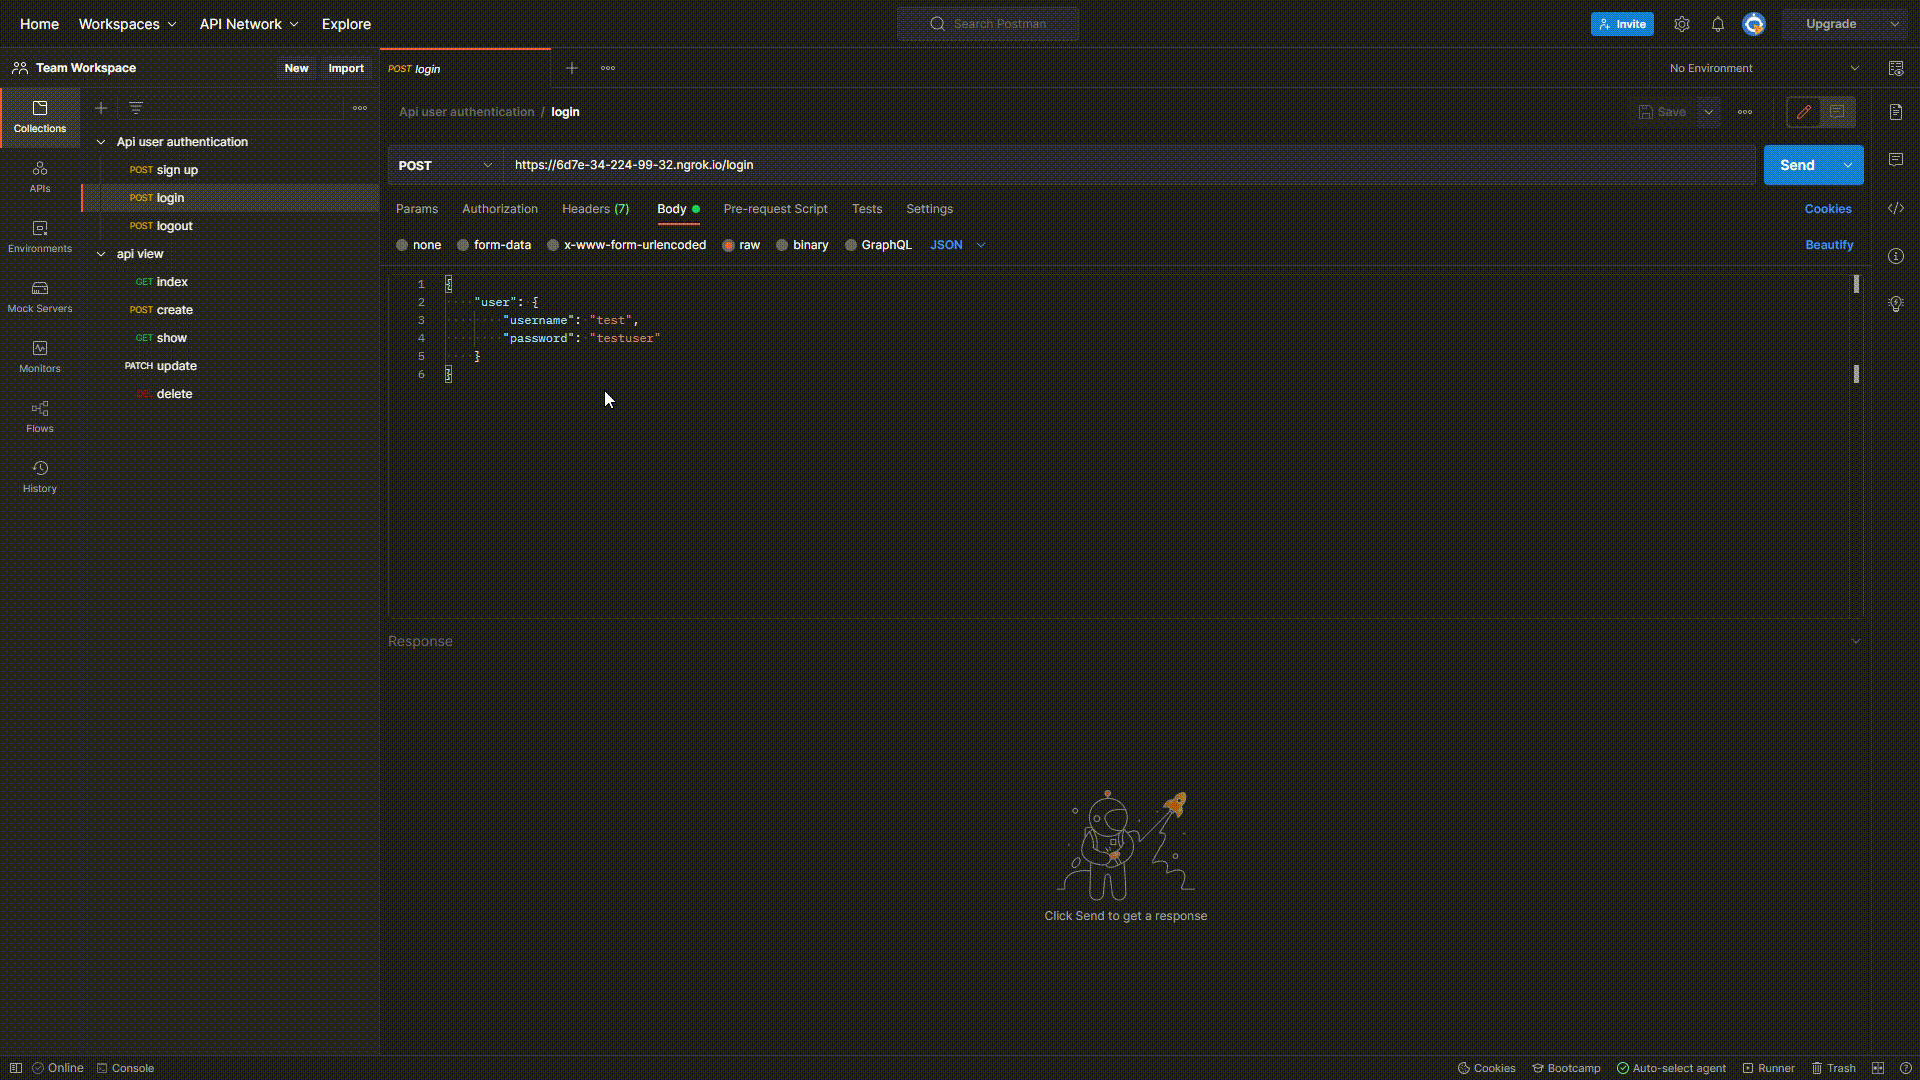 Home Workspaces API Network Explore Search Postman Invite Upgrade
Team Workspace New Import POST login No Environment
Collections
APIs
Environments
Mock Servers
Monitors
Flows
History
Api user authentication
POST sign up
POST login
POST logout
api view
GET index
POST create
GET show
PATCH update
DEL delete
Api user authentication / login Save
POST https://6d7e-34-224-99-32.ngrok.io/login Send
Params Authorization Headers (7) Body Pre-request Script Tests Settings Cookies
none form-data x-www-form-urlencoded raw binary GraphQL JSON Beautify
1 {
2 "user": {
3 "username": "test",
4 "password": "testuser"
5 }
6 }
Response
Click Send to get a response
Online Console Cookies Bootcamp Auto-select agent Runner Trash